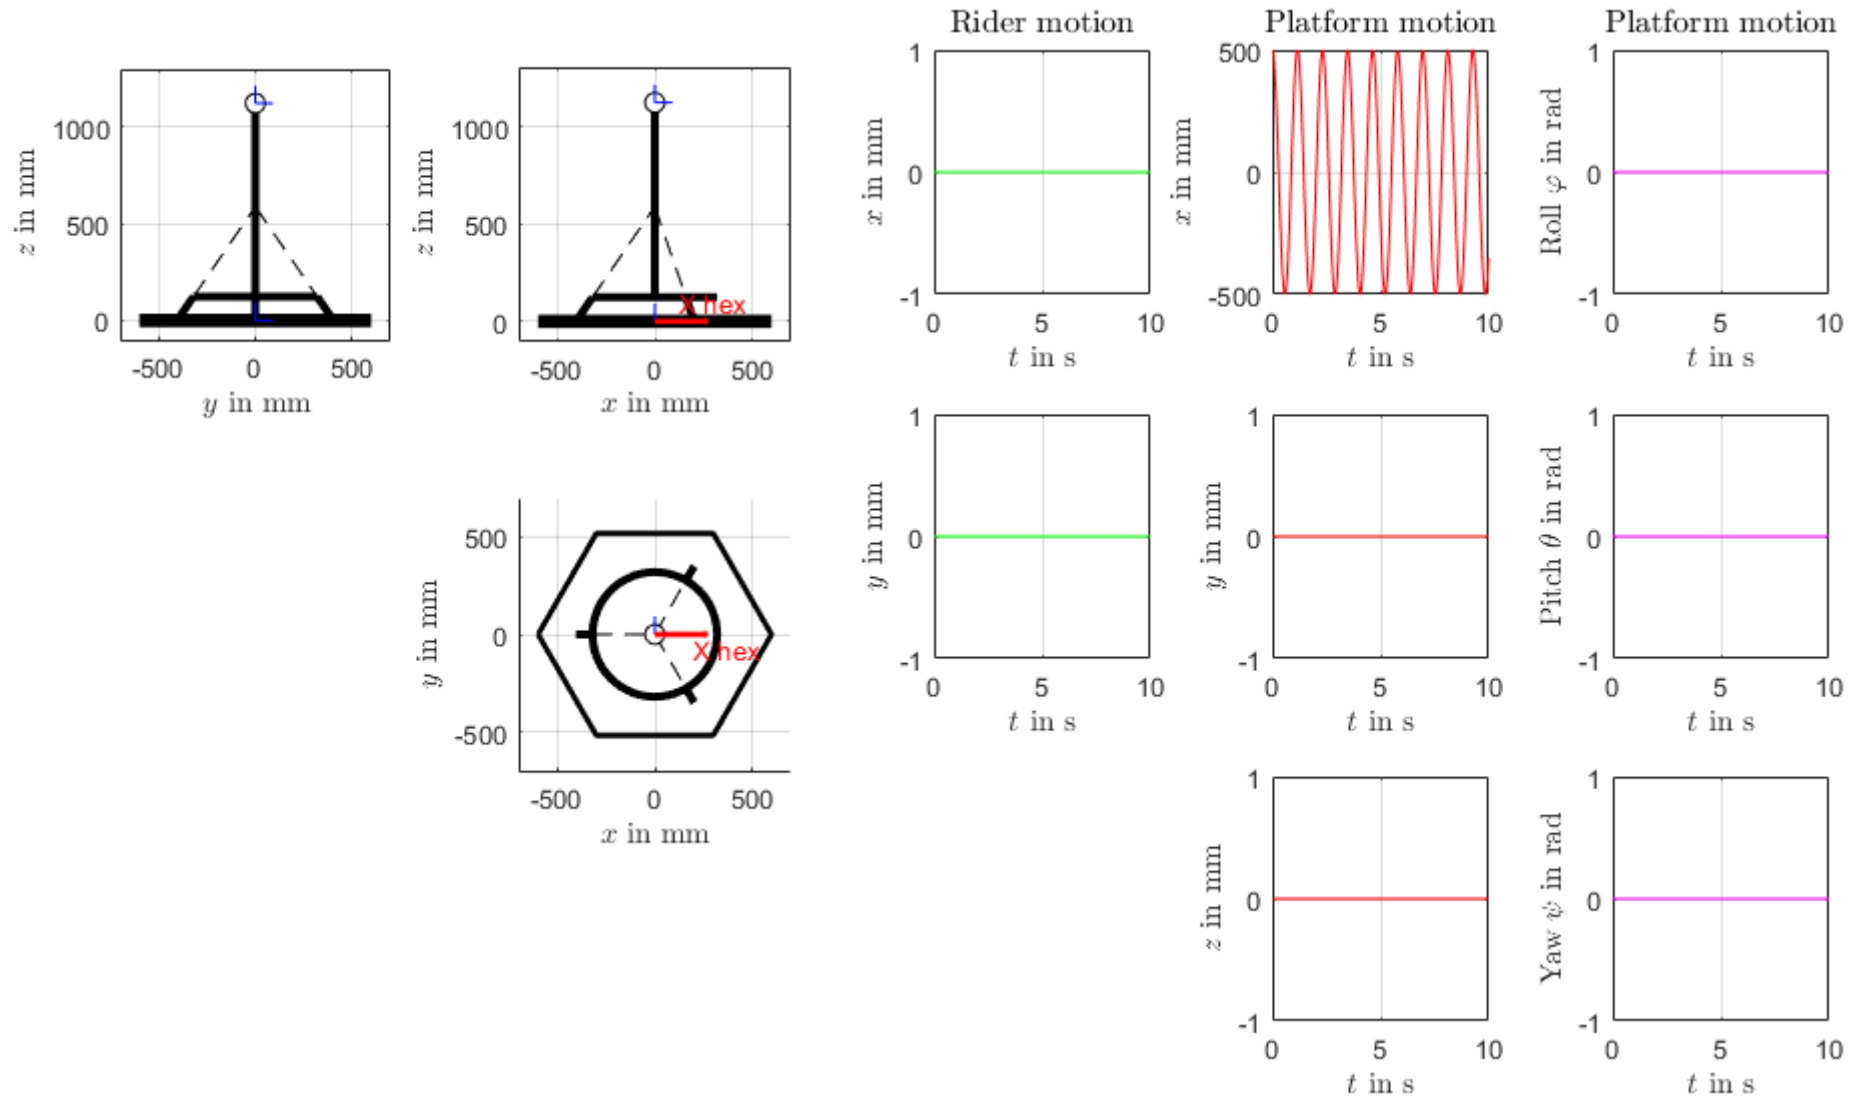 Rider motion
Platform motion
Platform motion
z in mm
1000
500
0
-500
0
500
y in mm
z in mm
1000
500
0
X hex
-500
0
500
x in mm
x in mm
1
0
-1
0
5
10
t in s
x in mm
500
0
-500
0
5
10
t in s
Roll φ in rad
1
0
-1
0
5
10
t in s
y in mm
500
0
-500
X hex
-500
0
500
x in mm
y in mm
1
0
-1
0
5
10
t in s
y in mm
1
0
-1
0
5
10
t in s
Pitch θ in rad
1
0
-1
0
5
10
t in s
z in mm
1
0
-1
0
5
10
t in s
Yaw ψ in rad
1
0
-1
0
5
10
t in s